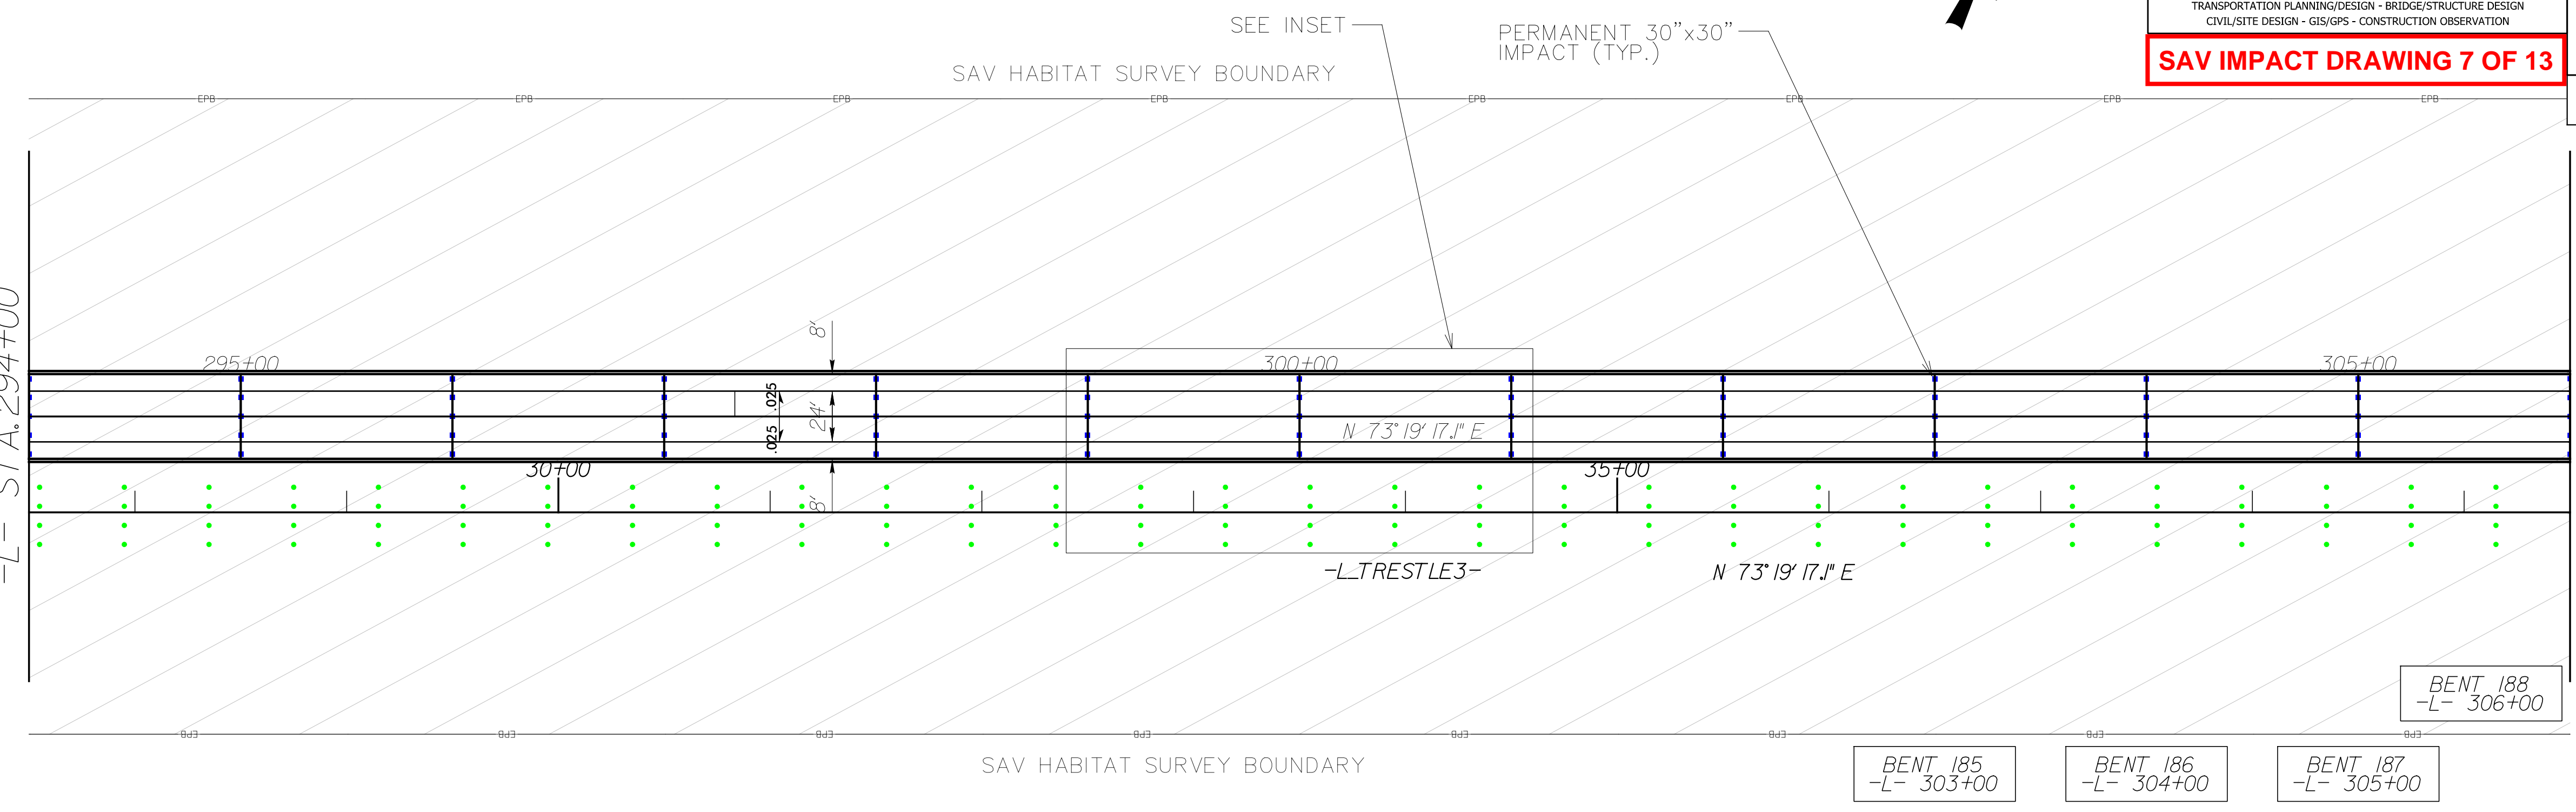 TRANSPORTATION PLANNING/DESIGN - BRIDGE/STRUCTURE DESIGN
CIVIL/SITE DESIGN - GIS/GPS - CONSTRUCTION OBSERVATION
SAV IMPACT DRAWING 7 OF 13
SEE INSET
PERMANENT 30"x30"
IMPACT (TYP.)
SAV HABITAT SURVEY BOUNDARY
EPB EPB EPB EPB EPB EPB EPB EPB
-L- STA. 294+00
8'
295+00 300+00 305+00
.025
24'
.025
N 73° 19' 17.1" E
30+00 35+00
8'
-L_TRESTLE3-
N 73° 19' 17.1" E
BENT 188
-L- 306+00
EPB EPB EPB EPB EPB EPB EPB EPB
SAV HABITAT SURVEY BOUNDARY
BENT 185
-L- 303+00
BENT 186
-L- 304+00
BENT 187
-L- 305+00